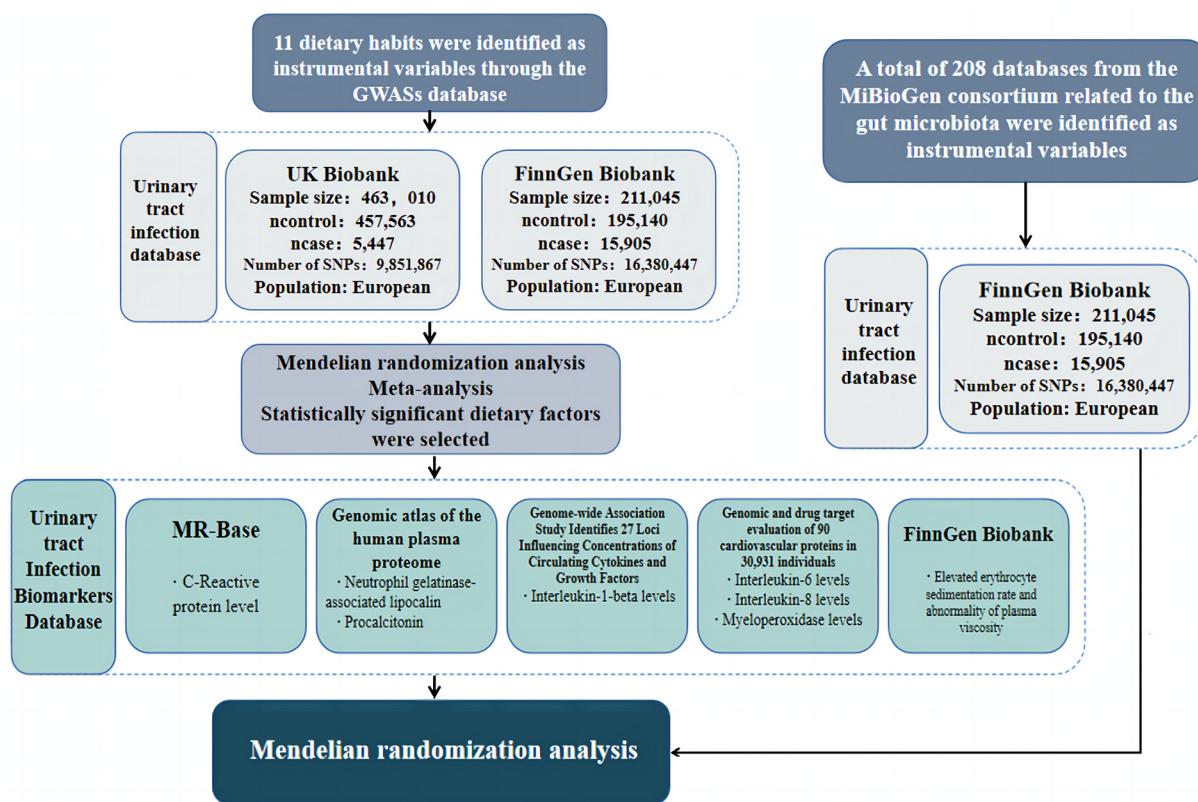 11 dietary habits were identified as
instrumental variables through the
GWASs database
A total of 208 databases from the
MiBioGen consortium related to the
gut microbiota were identified as
instrumental variables
Urinary
tract
infection
database
UK Biobank
Sample size：463，010
ncontrol：457,563
ncase：5,447
Number of SNPs：9,851,867
Population: European
FinnGen Biobank
Sample size：211,045
ncontrol：195,140
ncase：15,905
Number of SNPs：16,380,447
Population: European
Urinary
tract
infection
database
FinnGen Biobank
Sample size：211,045
ncontrol：195,140
ncase：15,905
Number of SNPs：16,380,447
Population: European
Mendelian randomization analysis
Meta-analysis
Statistically significant dietary factors
were selected
Urinary
tract
Infection
Biomarkers
Database
MR-Base
· C-Reactive
protein level
Genomic atlas of the
human plasma
proteome
· Neutrophil gelatinase-
associated lipocalin
· Procalcitonin
Genome-wide Association
Study Identifies 27 Loci
Influencing Concentrations of
Circulating Cytokines and
Growth Factors
· Interleukin-1-beta levels
Genomic and drug target
evaluation of 90
cardiovascular proteins in
30,931 individuals
· Interleukin-6 levels
· Interleukin-8 levels
· Myeloperoxidase levels
FinnGen Biobank
· Elevated erythrocyte
sedimentation rate and
abnormality of plasma
viscosity
Mendelian randomization analysis